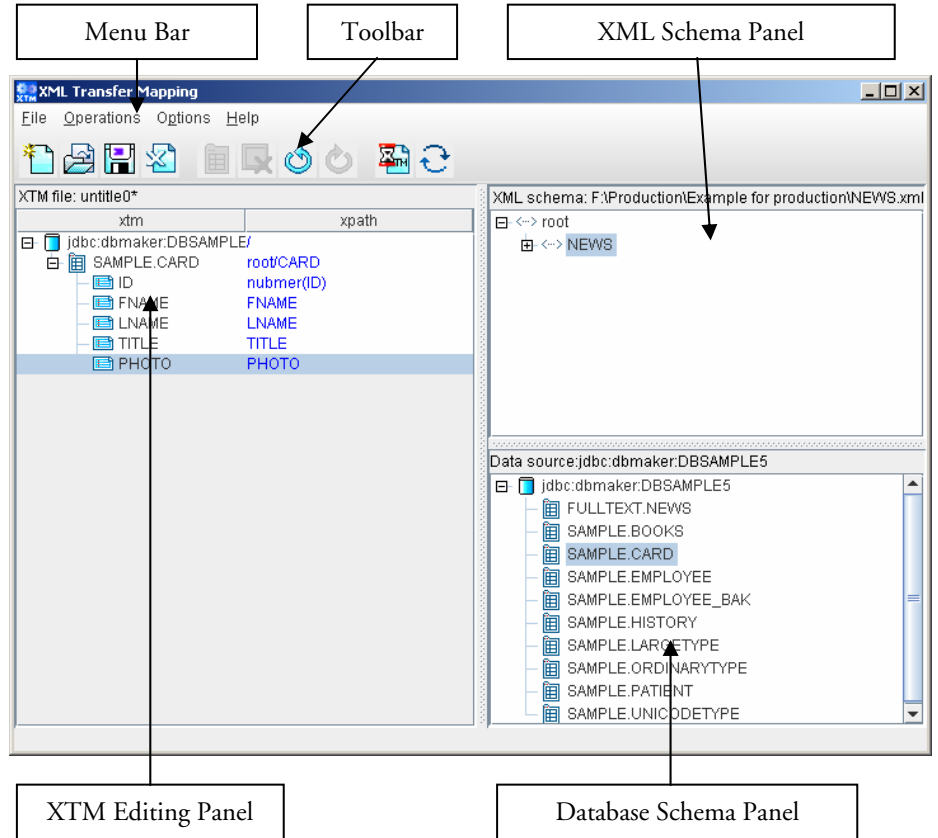 Menu Bar
Toolbar
XML Schema Panel
XTM
XML Transfer Mapping
File Operations Options Help
XTM file: untitle0*
xtm xpath
jdbc:dbmaker:DBSAMPLE/
SAMPLE.CARD root/CARD
ID nubmer(ID)
FNAME FNAME
LNAME LNAME
TITLE TITLE
PHOTO PHOTO
XML schema: F:\Production\Example for production\NEWS.xml
root
NEWS
Data source:jdbc:dbmaker:DBSAMPLE5
jdbc:dbmaker:DBSAMPLE5
FULLTEXT.NEWS
SAMPLE.BOOKS
SAMPLE.CARD
SAMPLE.EMPLOYEE
SAMPLE.EMPLOYEE_BAK
SAMPLE.HISTORY
SAMPLE.LARGETYPE
SAMPLE.ORDINARYTYPE
SAMPLE.PATIENT
SAMPLE.UNICODETYPE
XTM Editing Panel
Database Schema Panel